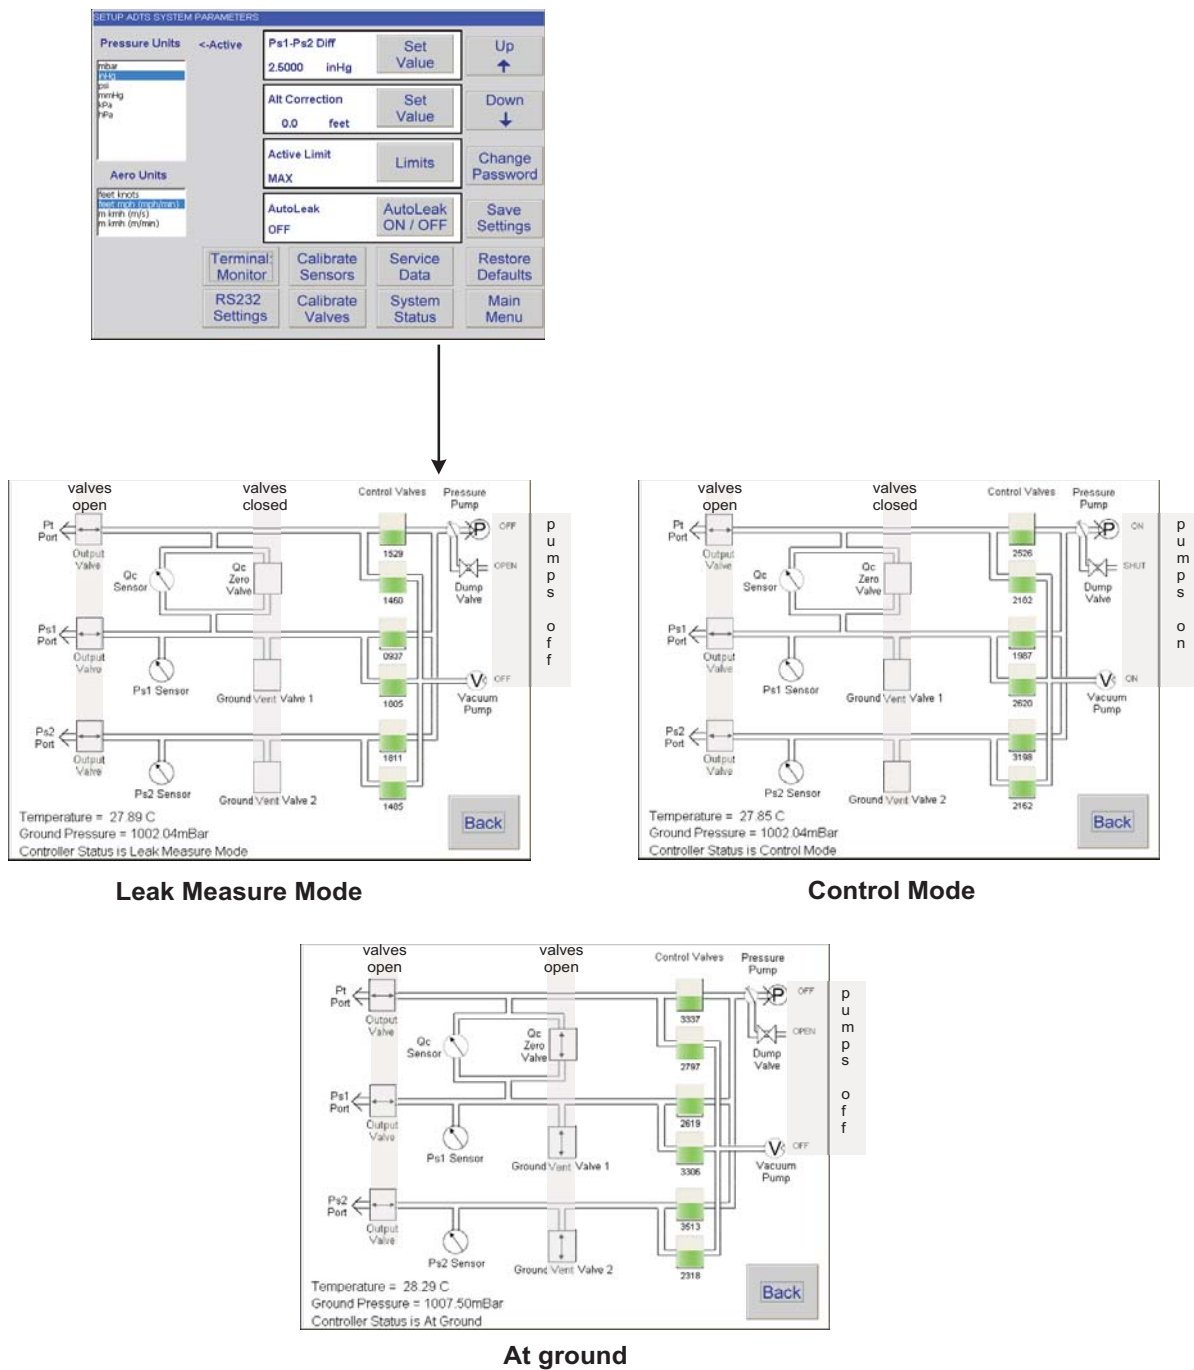 SETUP ADTS SYSTEM PARAMETERS
Pressure Units
<-Active
mbar
inHg
psi
mmHg
kPa
hPa
Aero Units
feet knots
feet mph (mph/min)
m kmh (m/s)
m kmh (m/min)
Ps1-Ps2 Diff
2.5000 inHg
Set
Value
Up
Alt Correction
0.0 feet
Set
Value
Down
Active Limit
MAX
Limits
Change
Password
AutoLeak
OFF
AutoLeak
ON / OFF
Save
Settings
Terminal
Monitor
Calibrate
Sensors
Service
Data
Restore
Defaults
RS232
Settings
Calibrate
Valves
System
Status
Main
Menu
valves
open
valves
closed
Control Valves
Pressure
Pump
Pt
Port
Output
Valve
Qc
Sensor
Qc
Zero
Valve
1529
1460
P
OFF
OPEN
Dump
Valve
pumps off
Ps1
Port
Output
Valve
Ps1 Sensor
Ground Vent Valve 1
0937
1805
V
OFF
Vacuum
Pump
Ps2
Port
Output
Valve
Ps2 Sensor
Ground Vent Valve 2
1811
1485
Temperature = 27.89 C
Ground Pressure = 1002.04mBar
Controller Status is Leak Measure Mode
Back
Leak Measure Mode
valves
open
valves
closed
Control Valves
Pressure
Pump
Pt
Port
Output
Valve
Qc
Sensor
Qc
Zero
Valve
2526
2182
P
ON
SHUT
Dump
Valve
pumps on
Ps1
Port
Output
Valve
Ps1 Sensor
Ground Vent Valve 1
1987
2620
V
ON
Vacuum
Pump
Ps2
Port
Output
Valve
Ps2 Sensor
Ground Vent Valve 2
3198
2162
Temperature = 27.85 C
Ground Pressure = 1002.04mBar
Controller Status is Control Mode
Back
Control Mode
valves
open
valves
open
Control Valves
Pressure
Pump
Pt
Port
Output
Valve
Qc
Sensor
Qc
Zero
Valve
3337
2797
P
OFF
OPEN
Dump
Valve
pumps off
Ps1
Port
Output
Valve
Ps1 Sensor
Ground Vent Valve 1
2619
3306
V
OFF
Vacuum
Pump
Ps2
Port
Output
Valve
Ps2 Sensor
Ground Vent Valve 2
3513
2318
Temperature = 28.29 C
Ground Pressure = 1007.50mBar
Controller Status is At Ground
Back
At ground